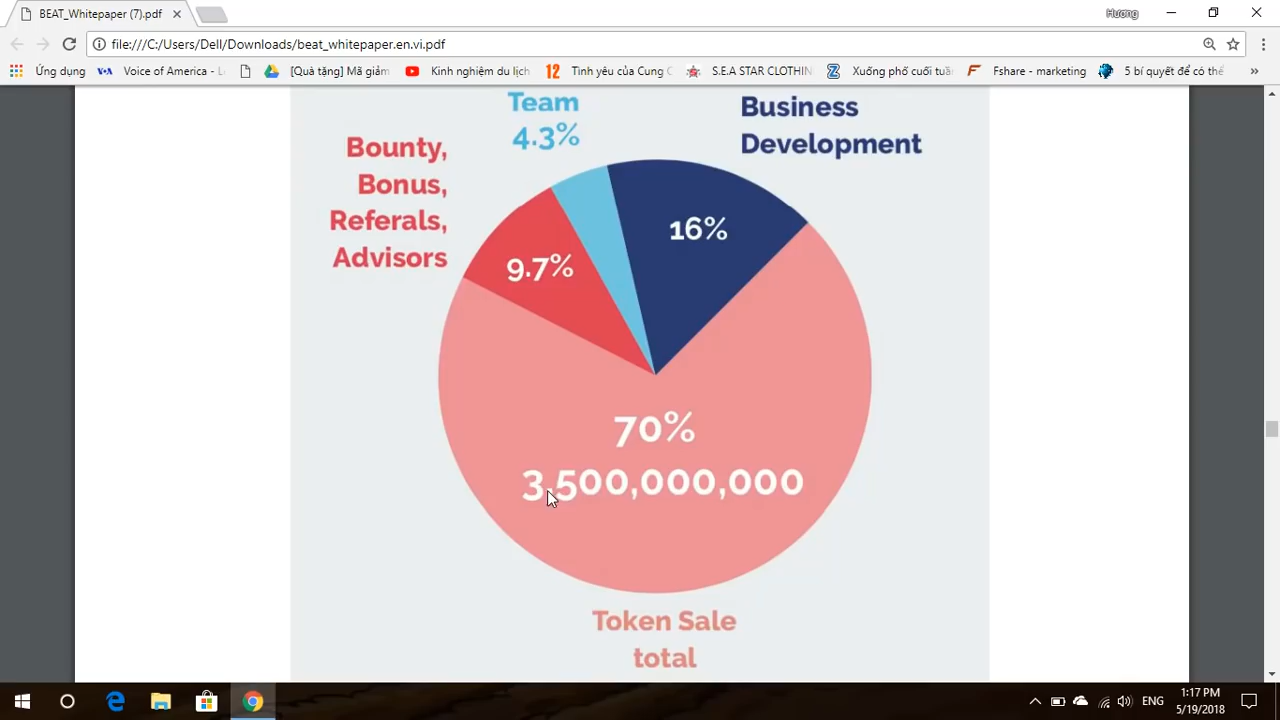 BEAT_Whitepaper (7).pdf
Hương
file:///C:/Users/Dell/Downloads/beat_whitepaper.en.vi.pdf
Ứng dụng
Voice of America - L
[Quà tặng] Mã giảm
Kinh nghiệm du lịch
12 Tình yêu của Cung C
S.E.A STAR CLOTHIN
Z Xuống phố cuối tuần
Fshare - marketing
5 bí quyết để có thể
Team
4.3%
Business
Development
Bounty,
Bonus,
Referals,
Advisors
16%
9.7%
70%
3,500,000,000
Token Sale
total
ENG
1:17 PM
5/19/2018